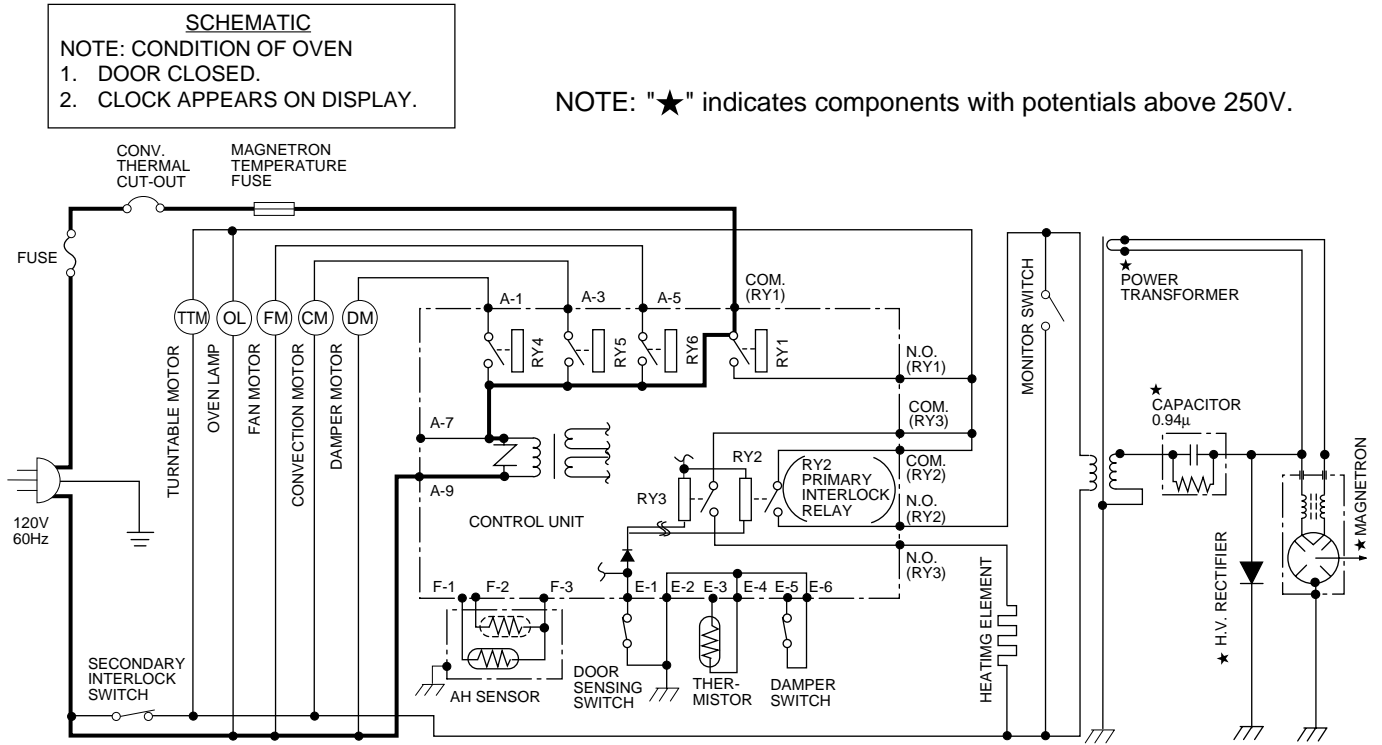 SCHEMATIC
NOTE: CONDITION OF OVEN
1. DOOR CLOSED.
2. CLOCK APPEARS ON DISPLAY.
NOTE: "★" indicates components with potentials above 250V.
CONV.
THERMAL
CUT-OUT
MAGNETRON
TEMPERATURE
FUSE
FUSE
TTM
OL
FM
CM
DM
TURNTABLE MOTOR
OVEN LAMP
FAN MOTOR
CONVECTION MOTOR
DAMPER MOTOR
A-1
A-3
A-5
COM.
(RY1)
RY4
RY5
RY6
RY1
N.O.
(RY1)
COM.
(RY3)
COM.
(RY2)
N.O.
(RY2)
N.O.
(RY3)
A-7
A-9
CONTROL UNIT
RY3
RY2
RY2
PRIMARY
INTERLOCK
RELAY
MONITOR SWITCH
★
POWER
TRANSFORMER
★
CAPACITOR
0.94µ
★ H.V. RECTIFIER
★ MAGNETRON
120V
60Hz
F-1
F-2
F-3
E-1
E-2
E-3
E-4
E-5
E-6
SECONDARY
INTERLOCK
SWITCH
AH SENSOR
DOOR
SENSING
SWITCH
THER-
MISTOR
DAMPER
SWITCH
HEATIMG ELEMENT